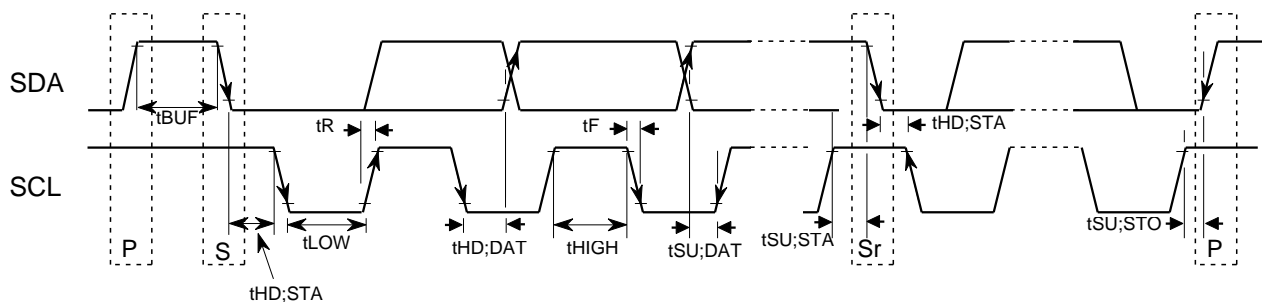 SDA
tBUF
tR
tF
tHD;STA
SCL
P
S
tLOW
tHD;DAT
tHIGH
tSU;DAT
tSU;STA
Sr
tSU;STO
P
tHD;STA